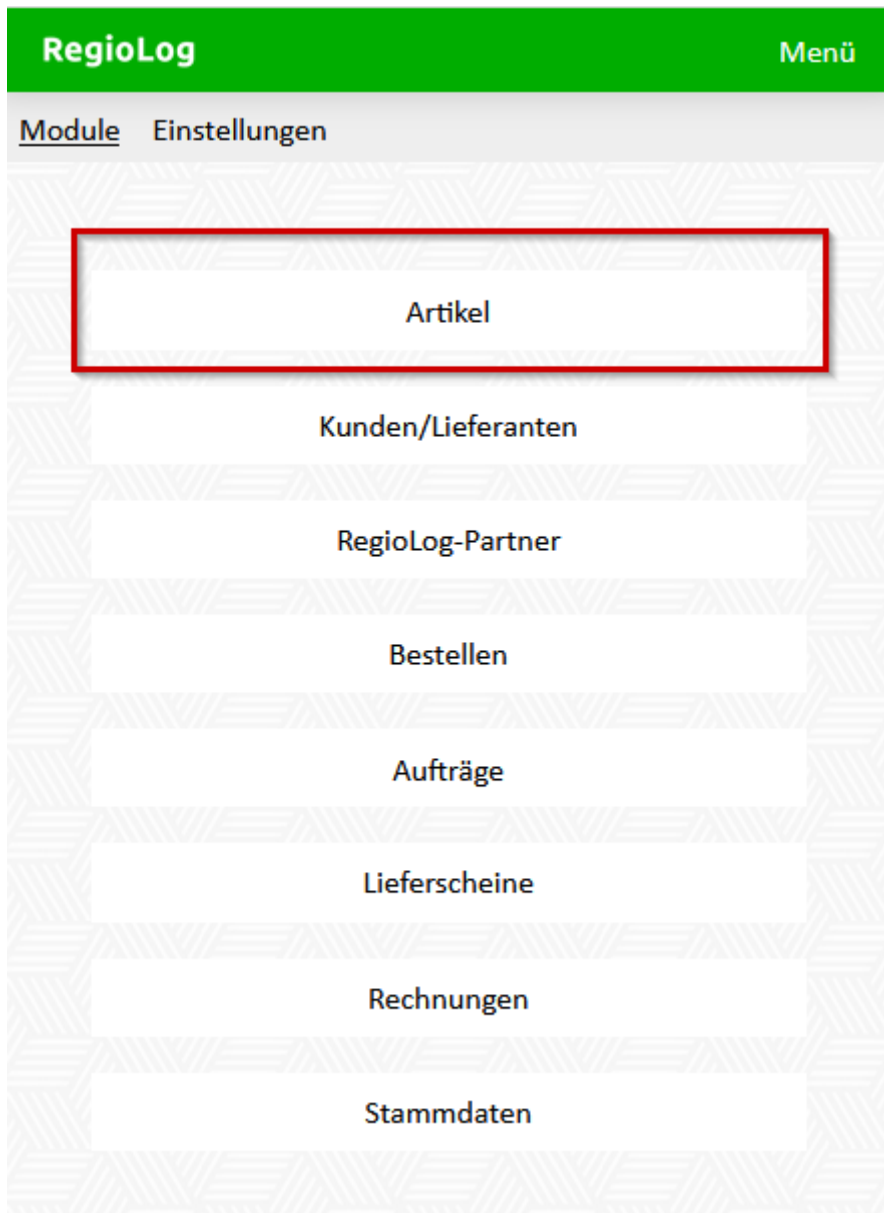 RegioLog Menü
Module Einstellungen
Artikel
Kunden/Lieferanten
RegioLog-Partner
Bestellen
Aufträge
Lieferscheine
Rechnungen
Stammdaten